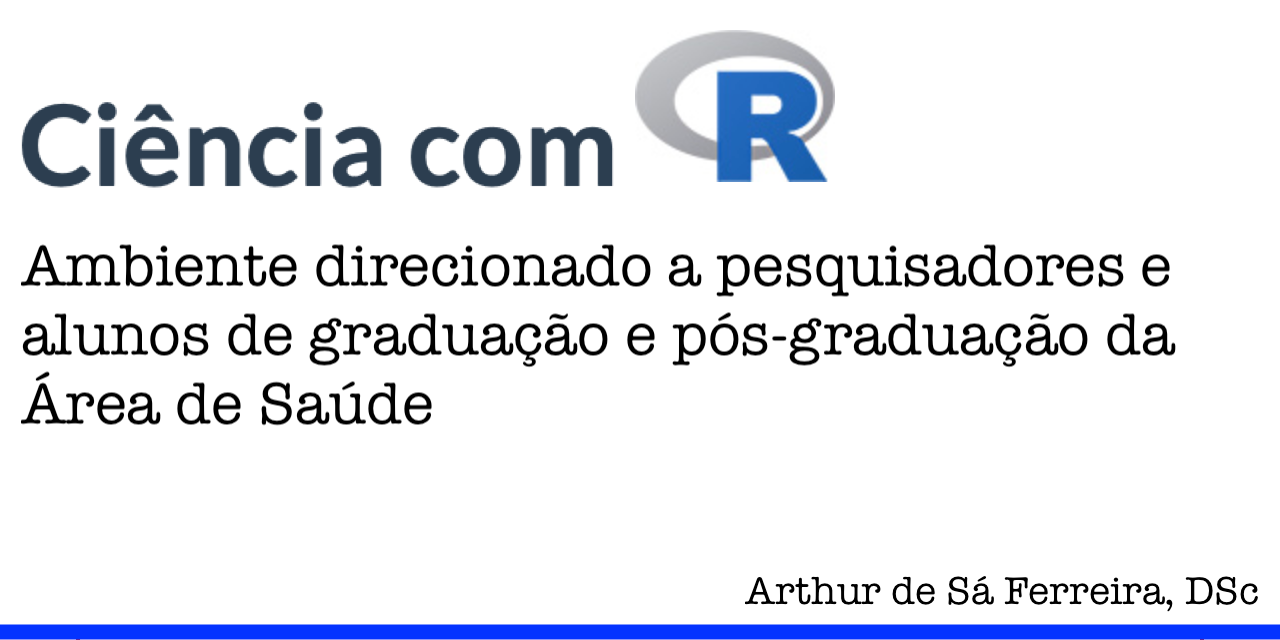 Ciência com R
Ambiente direcionado a pesquisadores e
alunos de graduação e pós-graduação da
Área de Saúde
Arthur de Sá Ferreira, DSc